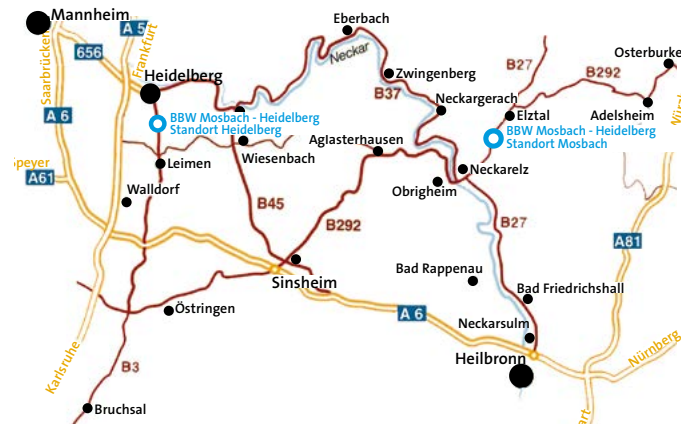 Mannheim
A 5
Frankfurt
Saarbrücken
656
Eberbach
Neckar
Zwingenberg
B27
Osterburke
B292
Heidelberg
B37
Neckargerach
Adelsheim
A 6
BBW Mosbach - Heidelberg
Standort Heidelberg
Elztal
BBW Mosbach - Heidelberg
Standort Mosbach
Aglasterhausen
Wiesenbach
Speyer
Leimen
Neckarelz
A61
Walldorf
Obrigheim
B45
B292
B27
A81
Bad Rappenau
Sinsheim
Bad Friedrichshall
Östringen
A 6
Neckarsulm
Heilbronn
Nürnberg
Karlsruhe
B3
Bruchsal
art